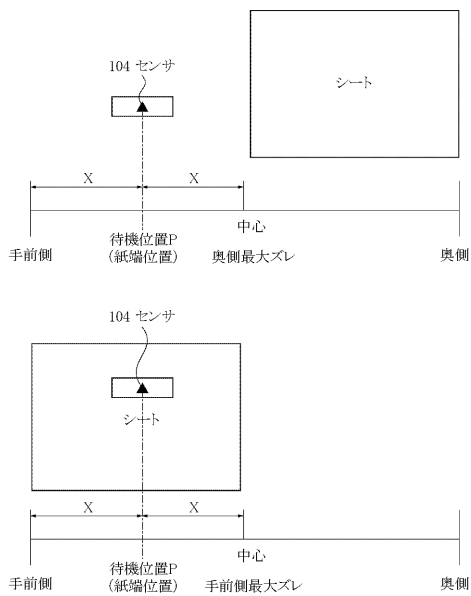 104 センサ
シート
X X
中心
手前側 待機位置P 奥側最大ズレ 奥側
(紙端位置)
104 センサ
シート
X X
中心
手前側 待機位置P 手前側最大ズレ 奥側
(紙端位置)